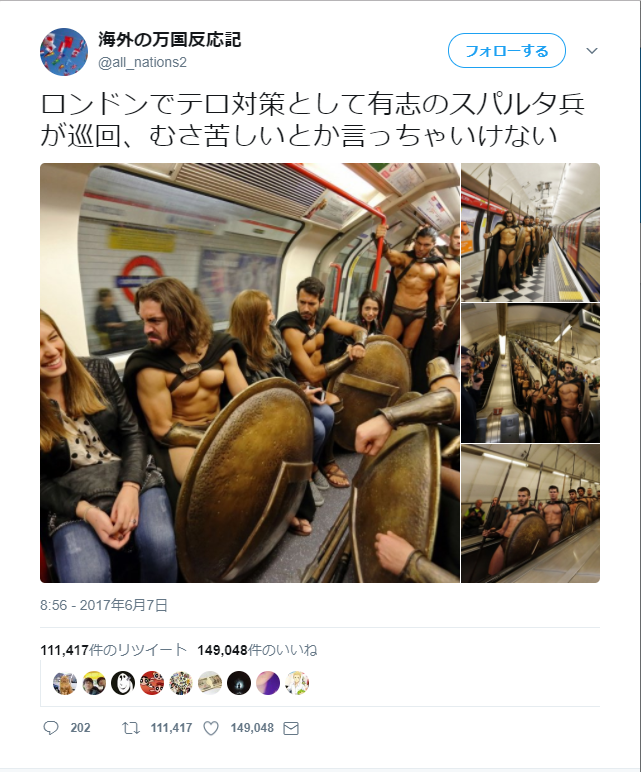 海外の万国反応記
@all_nations2
フォローする
ロンドンでテロ対策として有志のスパルタ兵
が巡回、むさ苦しいとか言っちゃいけない
8:56 - 2017年6月7日
111,417件のリツイート 149,048件のいいね
202 111,417 149,048